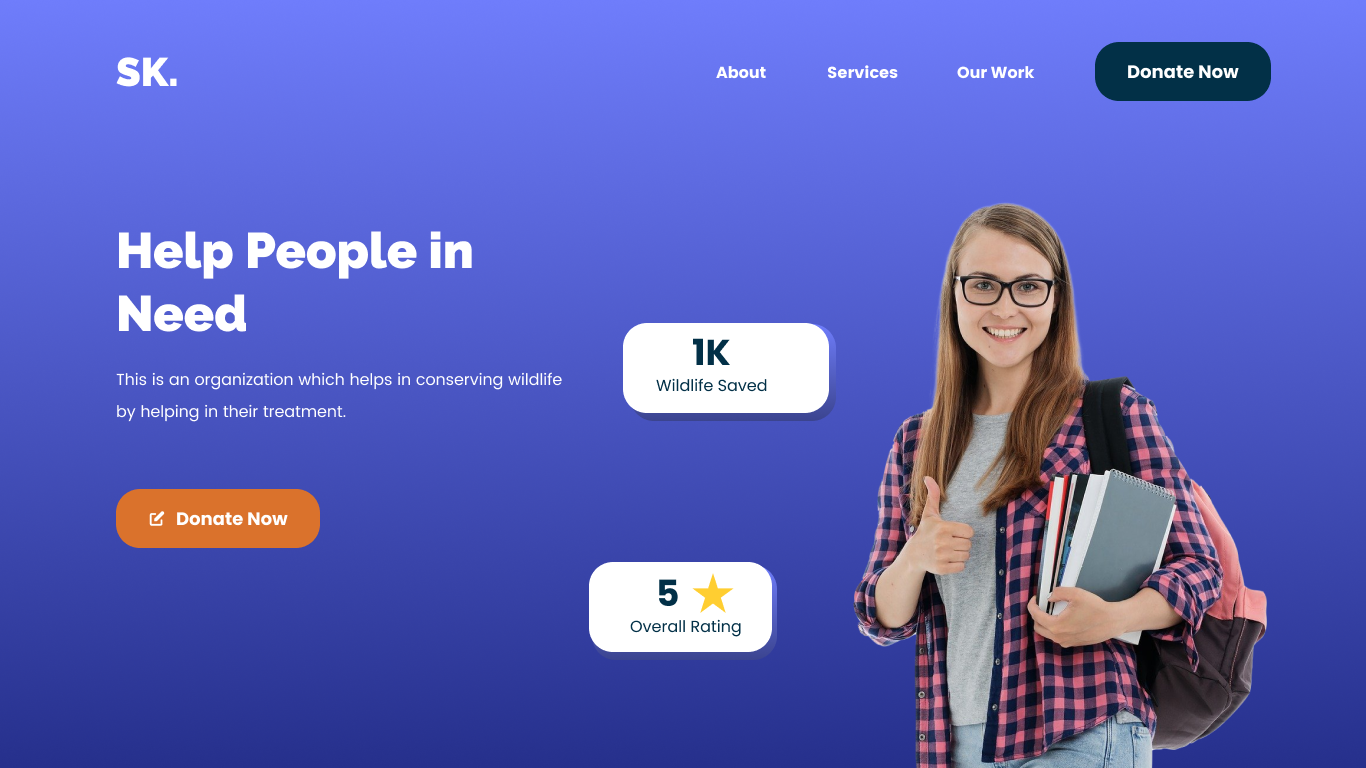 SK.
About
Services
Our Work
Donate Now
Help People in
Need
This is an organization which helps in conserving wildlife
by helping in their treatment.
Donate Now
1K
Wildlife Saved
5
Overall Rating